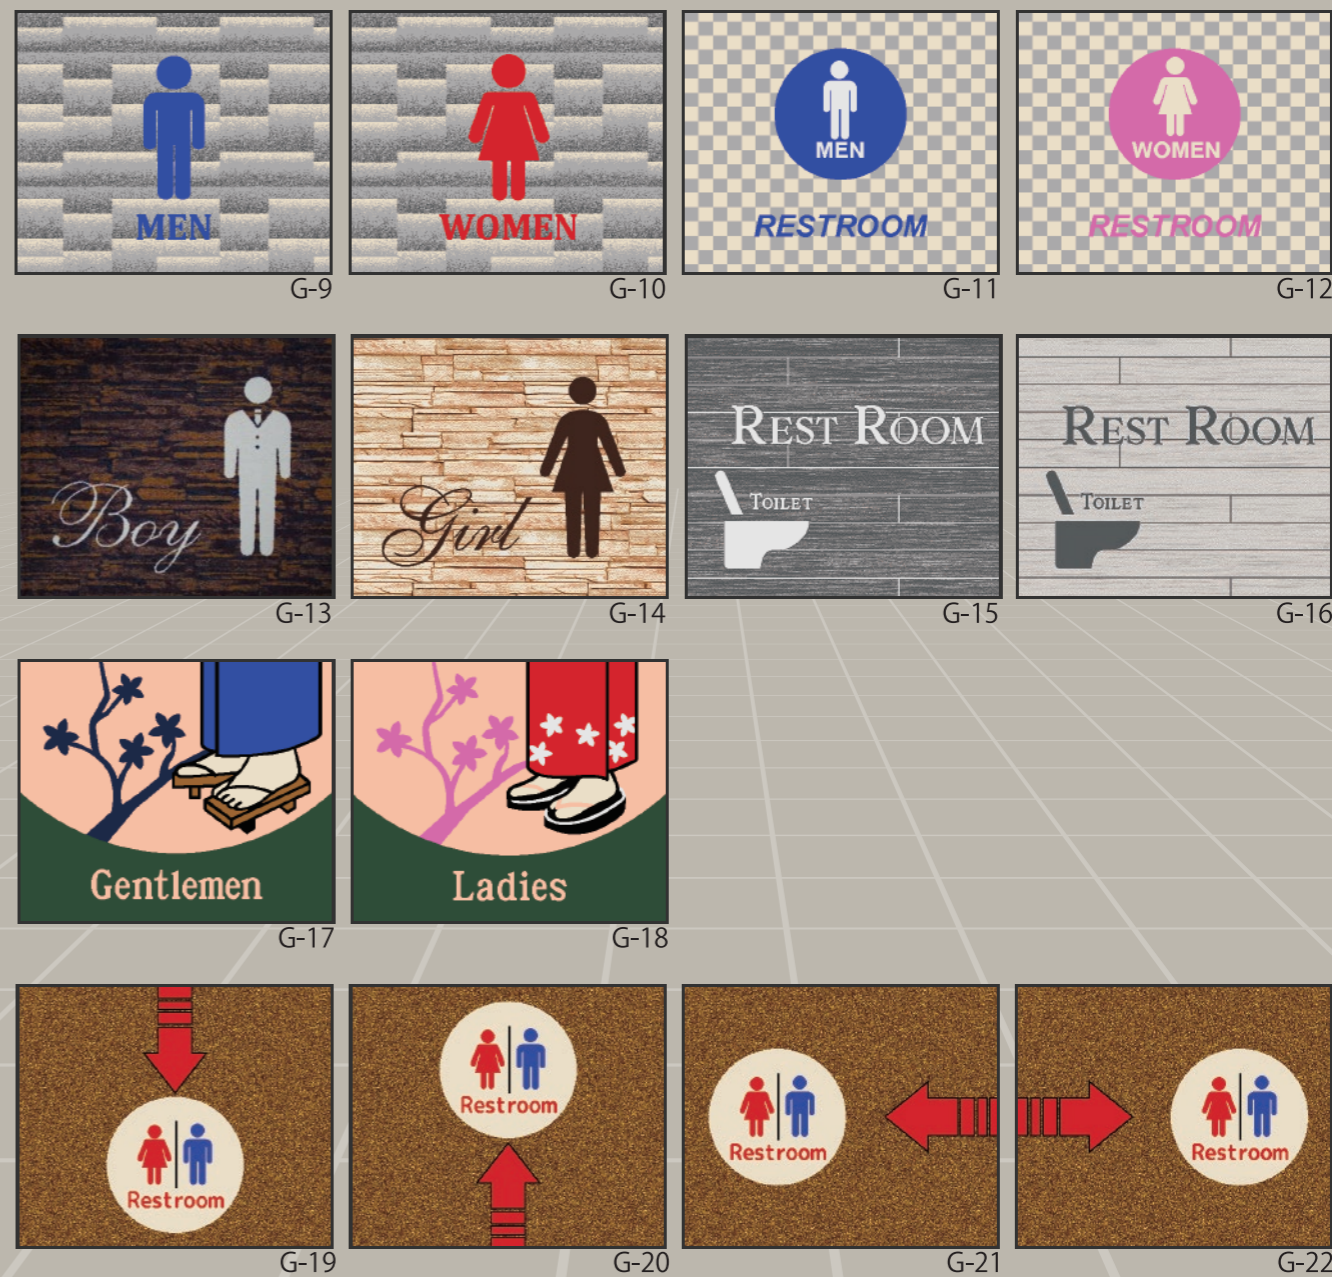 MEN
G-9
WOMEN
G-10
MEN
RESTROOM
G-11
WOMEN
RESTROOM
G-12
Boy
G-13
Girl
G-14
REST ROOM
TOILET
G-15
REST ROOM
TOILET
G-16
Gentlemen
G-17
Ladies
G-18
Restroom
G-19
Restroom
G-20
Restroom
G-21
Restroom
G-22